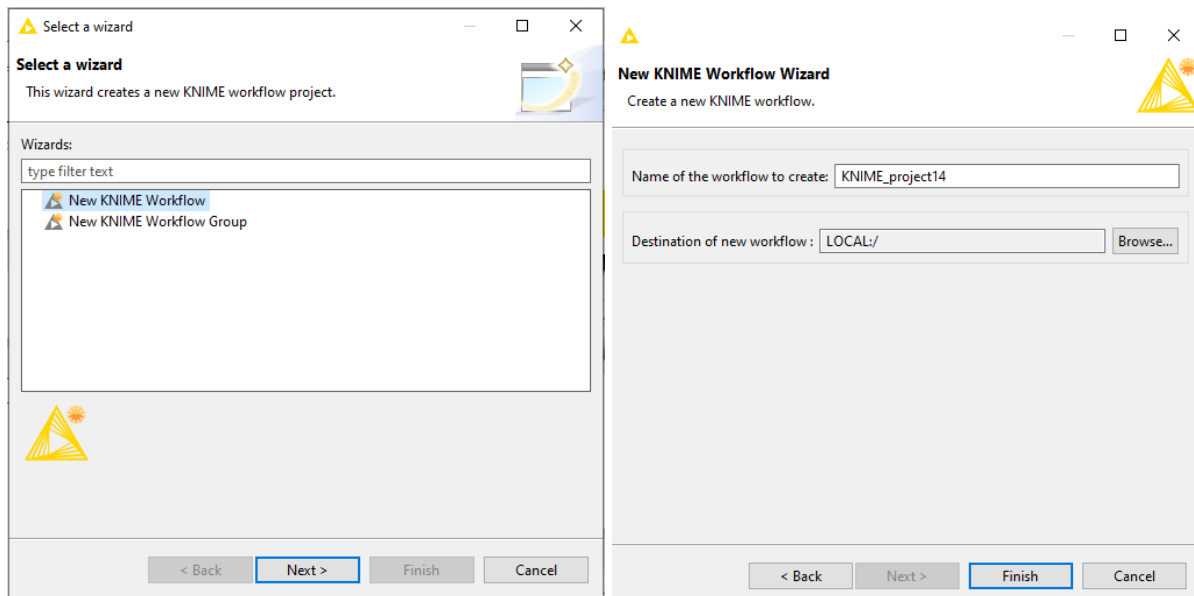 Select a wizard
Select a wizard
This wizard creates a new KNIME workflow project.
Wizards:
type filter text
New KNIME Workflow
New KNIME Workflow Group
< Back Next > Finish Cancel
New KNIME Workflow Wizard
Create a new KNIME workflow.
Name of the workflow to create: KNIME_project14
Destination of new workflow : LOCAL:/ Browse...
< Back Next > Finish Cancel